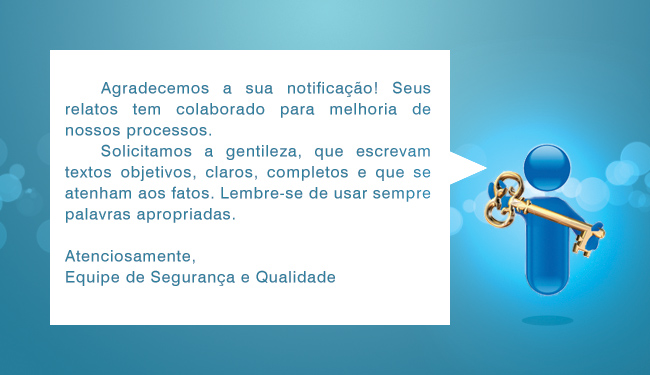 Agradecemos a sua notificação! Seus
relatos tem colaborado para melhoria de
nossos processos.
Solicitamos a gentileza, que escrevam
textos objetivos, claros, completos e que se
atenham aos fatos. Lembre-se de usar sempre
palavras apropriadas.
Atenciosamente,
Equipe de Segurança e Qualidade